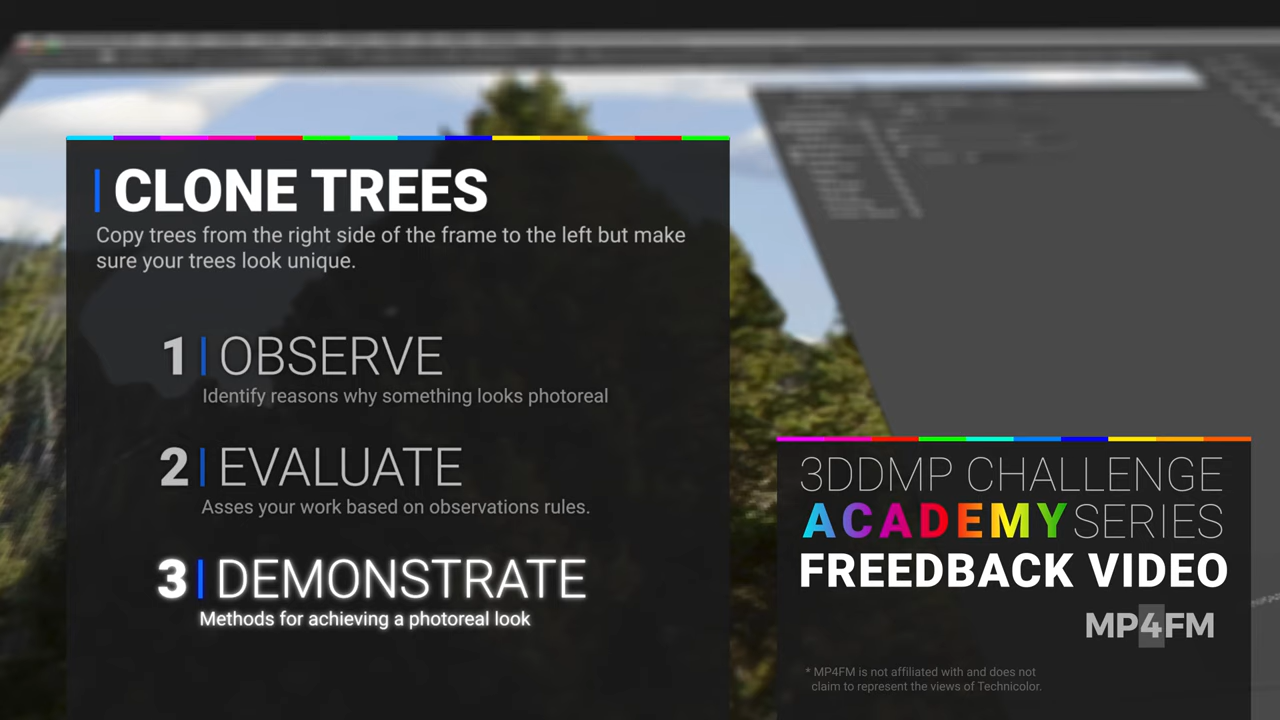 CLONE TREES
Copy trees from the right side of the frame to the left but make
sure your trees look unique.
1 OBSERVE
Identify reasons why something looks photoreal
2 EVALUATE
Asses your work based on observations rules.
3 DEMONSTRATE
Methods for achieving a photoreal look
3DDMP CHALLENGE
ACADEMY SERIES
FREEDBACK VIDEO
MP4FM
* MP4FM is not affiliated with and does not
claim to represent the views of Technicolor.